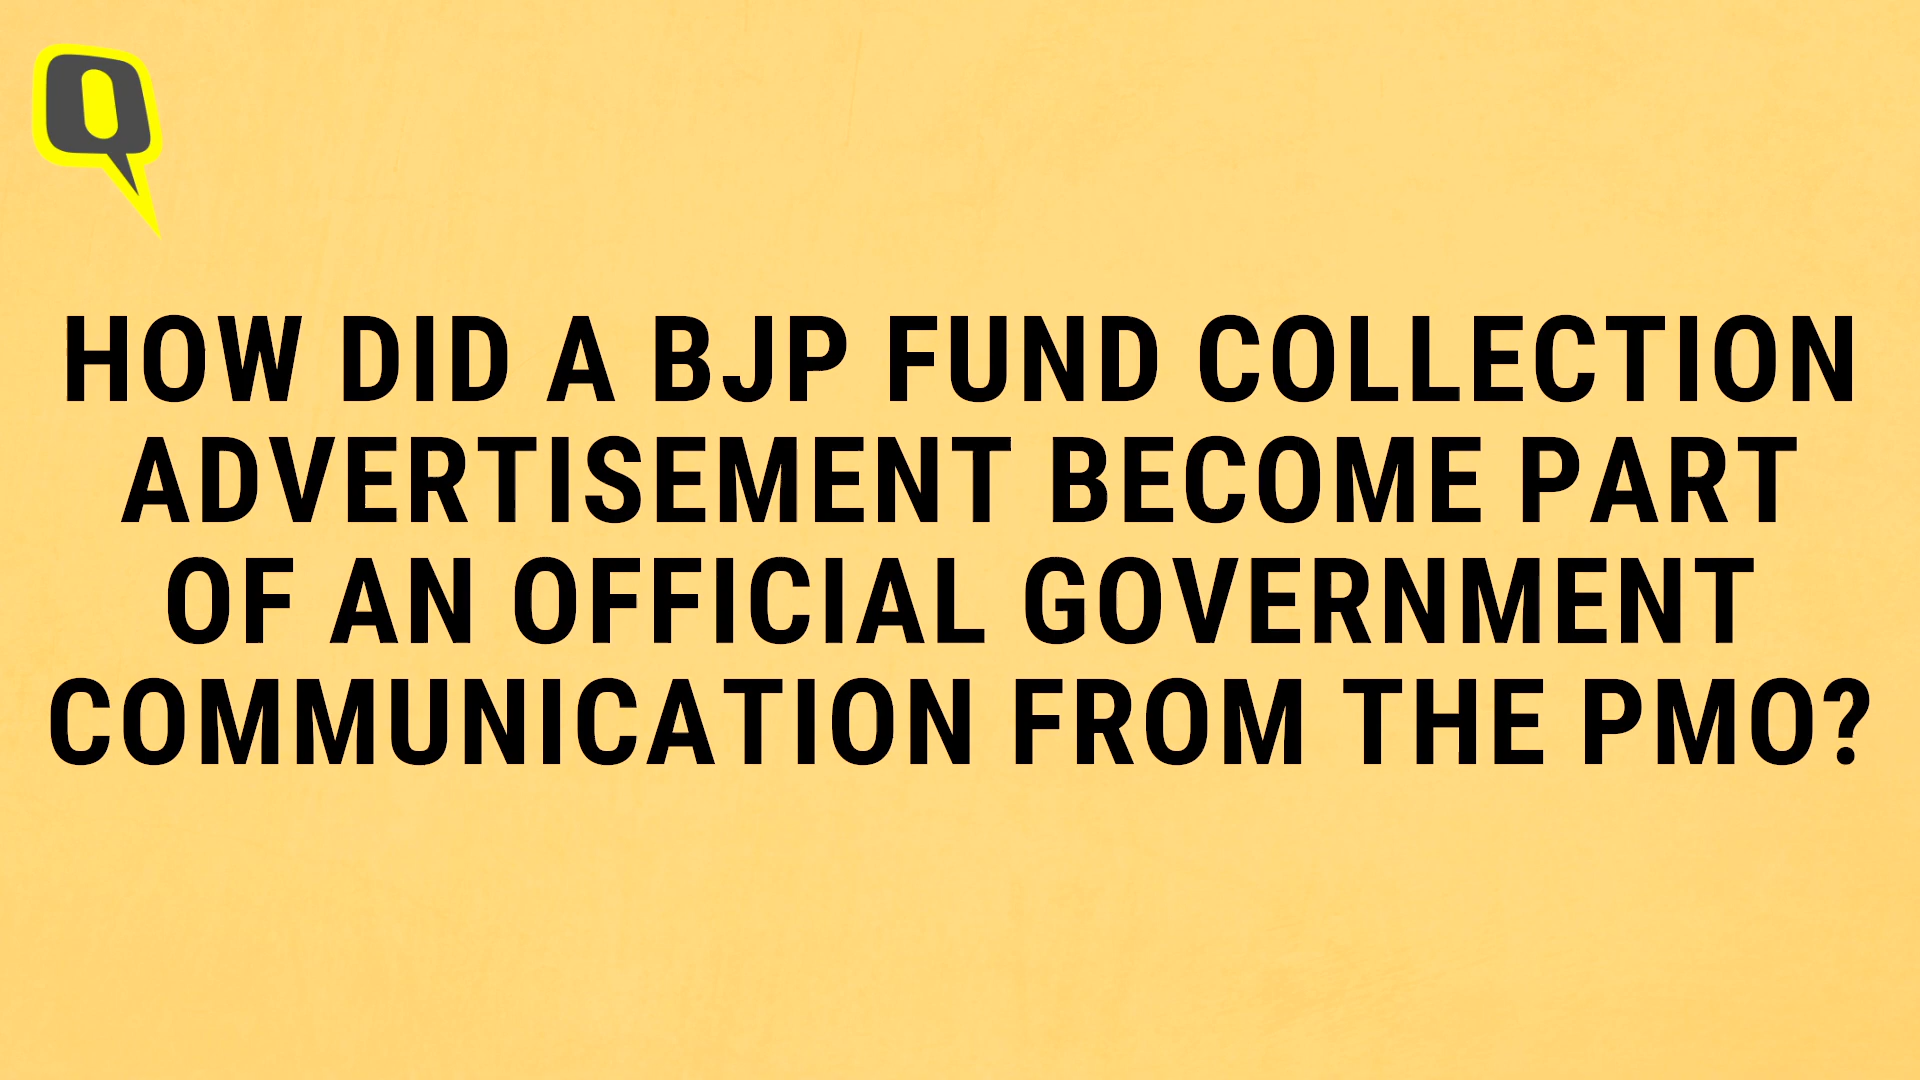 Q
HOW DID A BJP FUND COLLECTION
ADVERTISEMENT BECOME PART
OF AN OFFICIAL GOVERNMENT
COMMUNICATION FROM THE PMO?